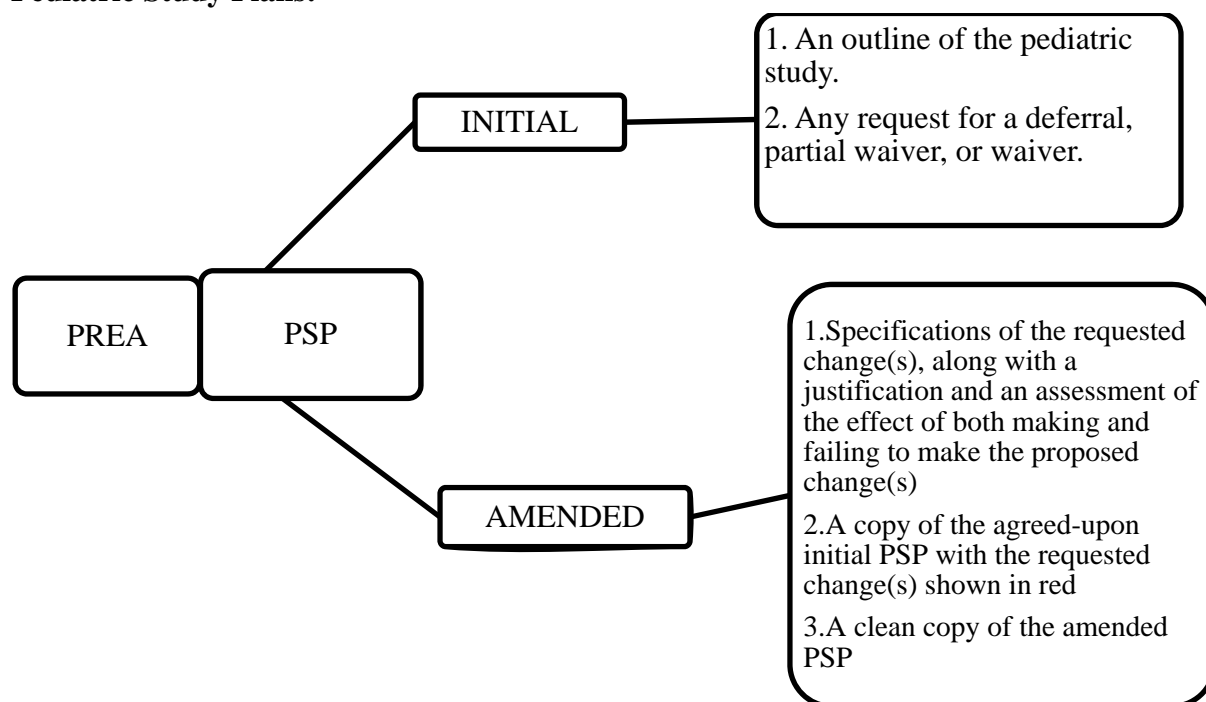 Pediatric Study Plans:
1. An outline of the pediatric
study.
2. Any request for a deferral,
partial waiver, or waiver.
INITIAL
PREA
PSP
AMENDED
1.Specifications of the requested
change(s), along with a
justification and an assessment of
the effect of both making and
failing to make the proposed
change(s)
2.A copy of the agreed-upon
initial PSP with the requested
change(s) shown in red
3.A clean copy of the amended
PSP